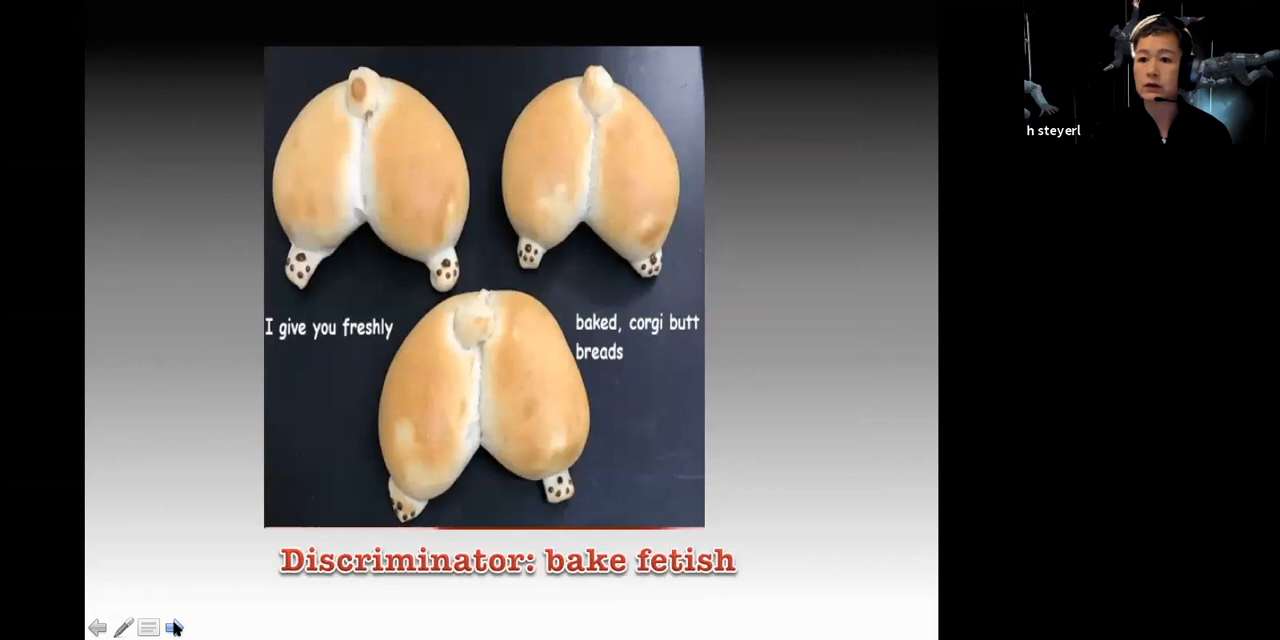 h steyerl
I give you freshly
baked, corgi butt
breads
Discriminator: bake fetish